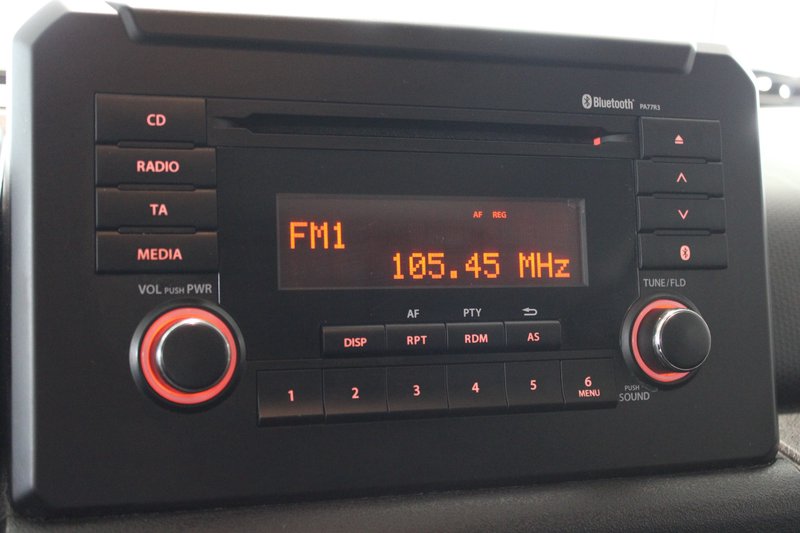 Bluetooth PA77R3
CD
RADIO
TA
MEDIA
AF REG
FM1
105.45 MHz
VOL PUSH PWR
TUNE/FLD
AF PTY
DISP RPT RDM AS
1 2 3 4 5 6
MENU
PUSH
SOUND